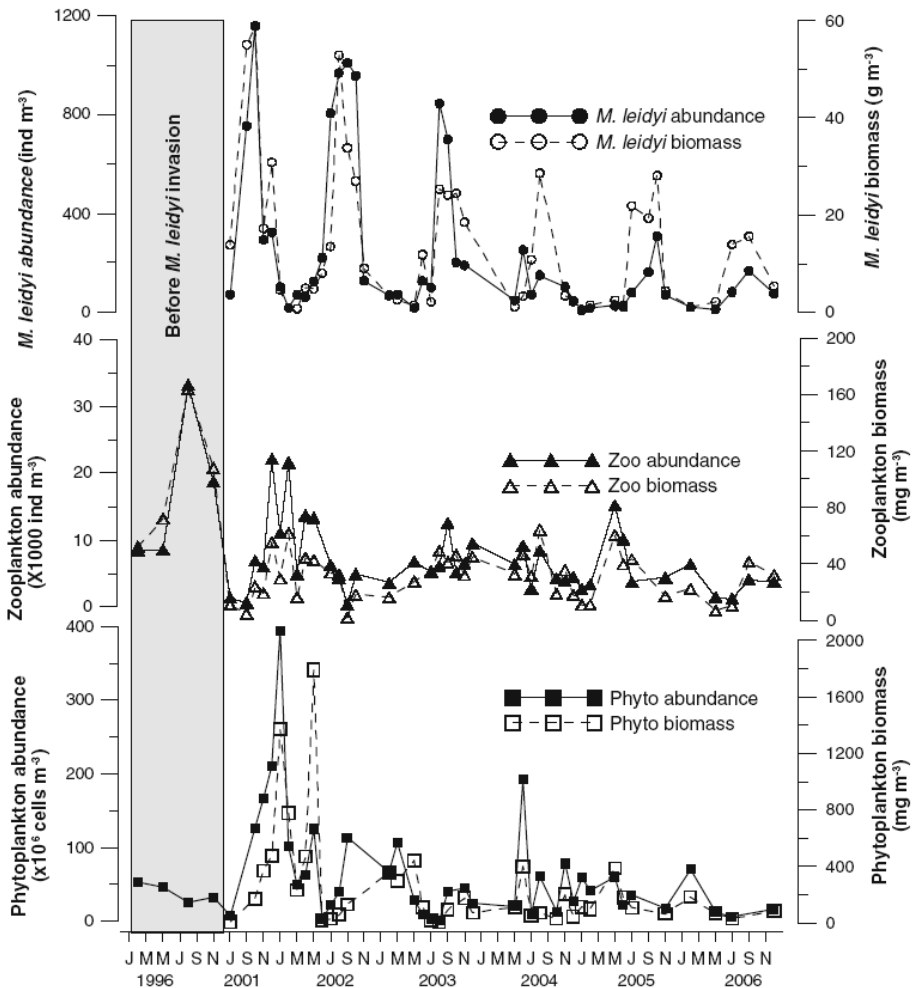 1200
800
400
0
M. leidyi abundance (ind m⁻³)
Before M. leidyi invasion
M. leidyi abundance
M. leidyi biomass
60
40
20
0
M. leidyi biomass (g m⁻³)
40
30
20
10
0
Zooplankton abundance
(X1000 ind m⁻³)
Zoo abundance
Zoo biomass
200
160
120
80
40
0
Zooplankton biomass
(mg m⁻³)
400
300
200
100
0
Phytoplankton abundance
(x10⁶ cells m⁻³)
Phyto abundance
Phyto biomass
2000
1600
1200
800
400
0
Phytoplankton biomass
(mg m⁻³)
J M M J S N J S N J M M J S N J M M J S N J M M J S N J M M J S N J M M J S N
1996 2001 2002 2003 2004 2005 2006